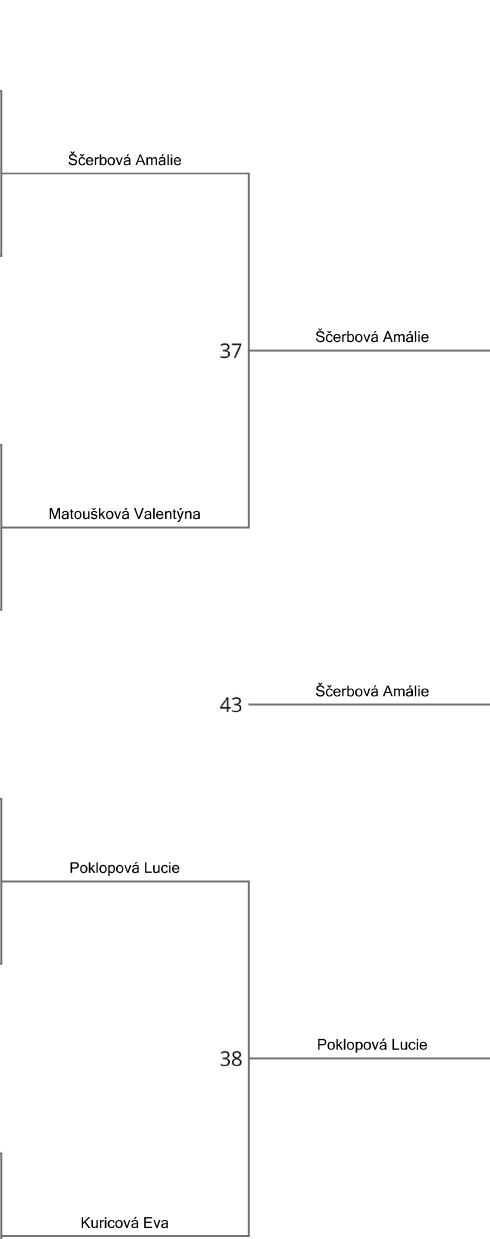 Ščerbová Amálie
37
Ščerbová Amálie
Matoušková Valentýna
43
Ščerbová Amálie
Poklopová Lucie
38
Poklopová Lucie
Kuricová Eva